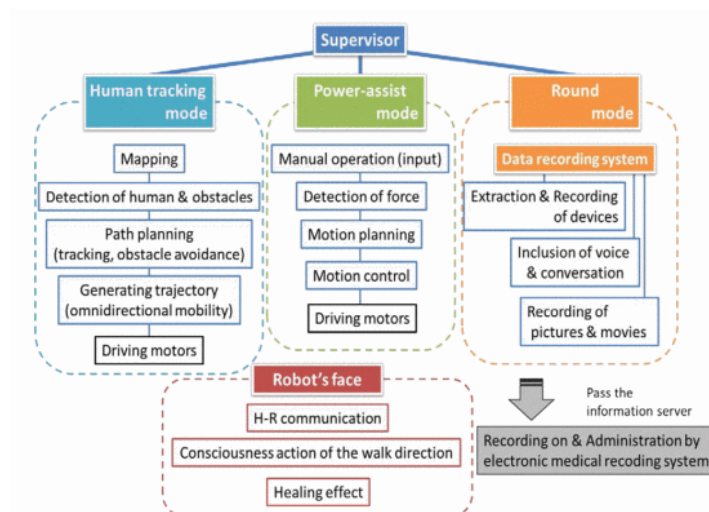 Supervisor
Human tracking
mode
Mapping
Detection of human & obstacles
Path planning
(tracking, obstacle avoidance)
Generating trajectory
(omnidirectional mobility)
Driving motors
Power-assist
mode
Manual operation (input)
Detection of force
Motion planning
Motion control
Driving motors
Round
mode
Data recording system
Extraction & Recording
of devices
Inclusion of voice
& conversation
Recording of
pictures & movies
Robot's face
H-R communication
Consciousness action of the walk direction
Healing effect
Pass the
information server
Recording on & Administration by
electronic medical recoding system